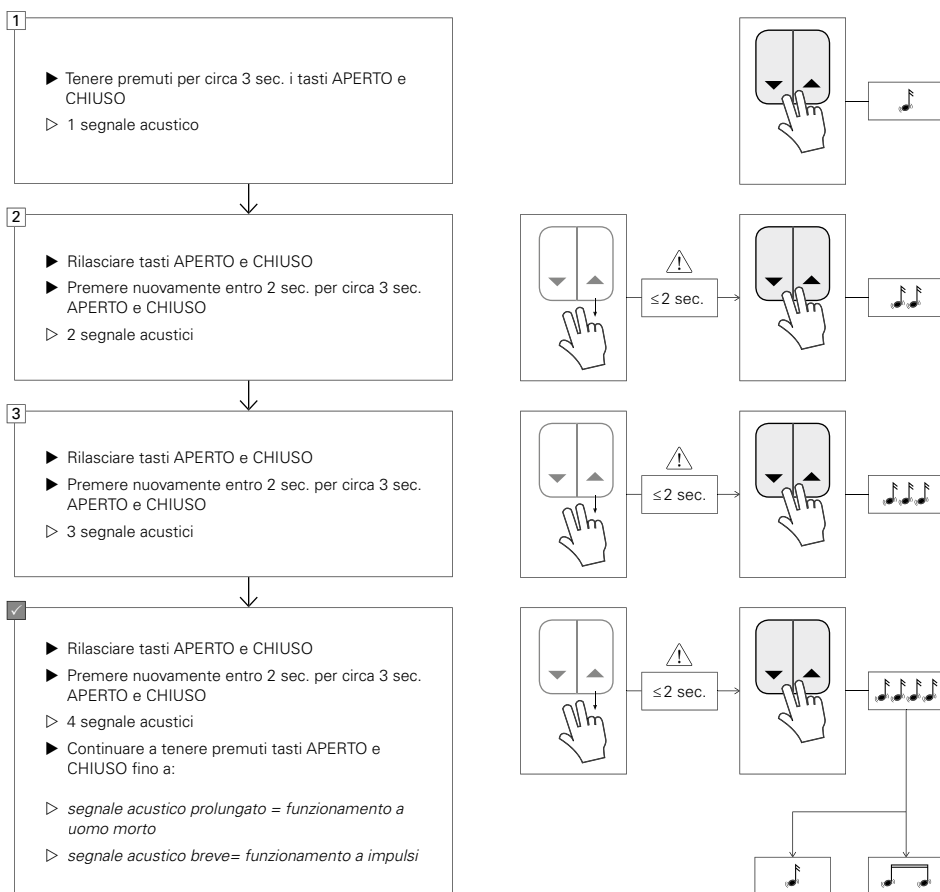 1
▶ Tenere premuti per circa 3 sec. i tasti APERTO e
CHIUSO
▷ 1 segnale acustico
2
▶ Rilasciare tasti APERTO e CHIUSO
▶ Premere nuovamente entro 2 sec. per circa 3 sec.
APERTO e CHIUSO
▷ 2 segnale acustici
≤2 sec.
3
▶ Rilasciare tasti APERTO e CHIUSO
▶ Premere nuovamente entro 2 sec. per circa 3 sec.
APERTO e CHIUSO
▷ 3 segnale acustici
≤2 sec.
▶ Rilasciare tasti APERTO e CHIUSO
▶ Premere nuovamente entro 2 sec. per circa 3 sec.
APERTO e CHIUSO
▷ 4 segnale acustici
▶ Continuare a tenere premuti tasti APERTO e
CHIUSO fino a:
▷ segnale acustico prolungato = funzionamento a
uomo morto
▷ segnale acustico breve= funzionamento a impulsi
≤2 sec.